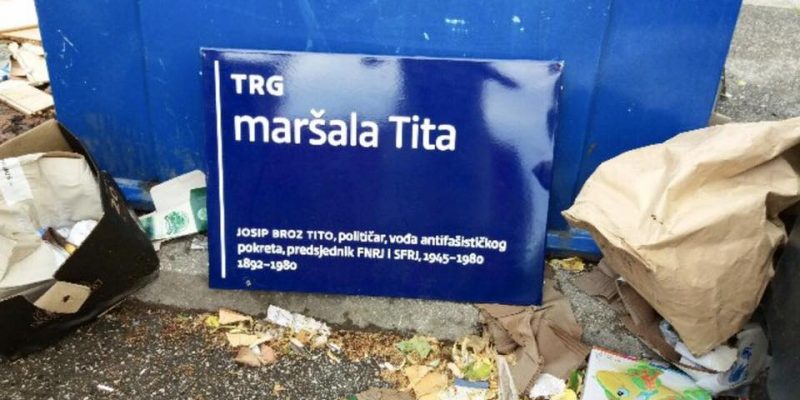 TRG
maršala Tita
JOSIP BROZ TITO, političar, vođa antifašističkog
pokreta, predsjednik FNRJ I SFRJ, 1945–1980
1892–1980